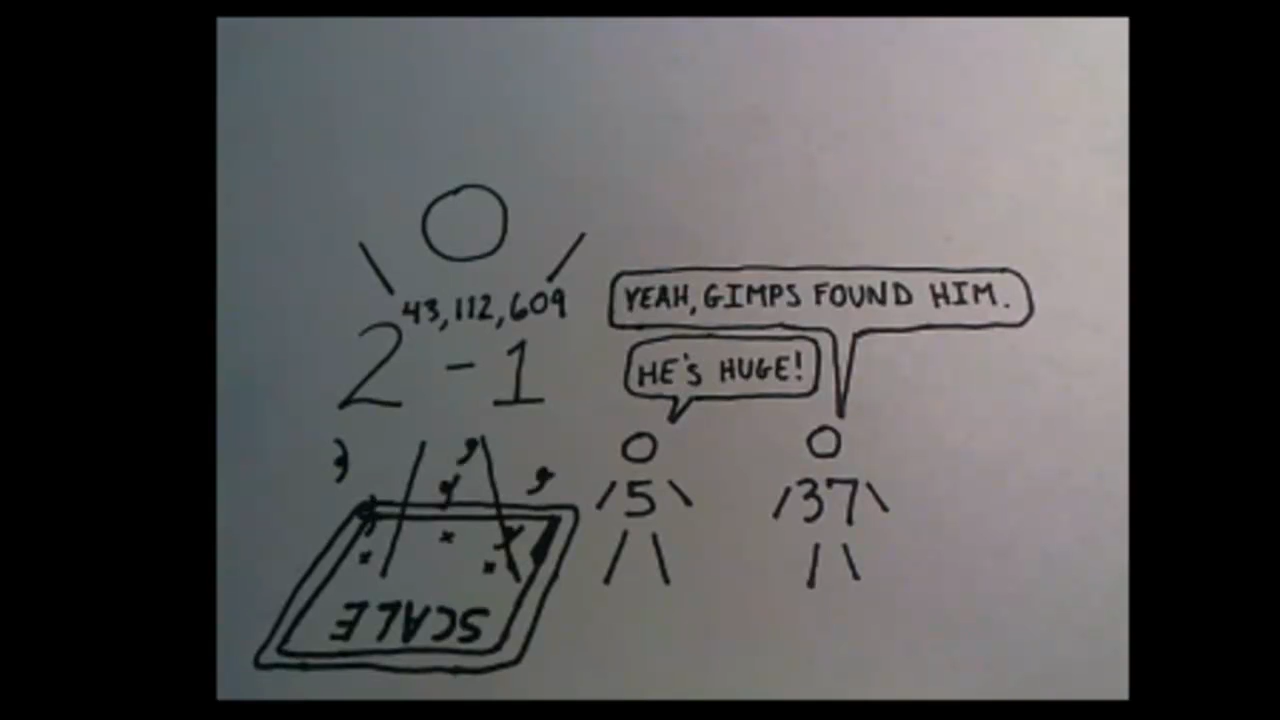 43,112,609
2 - 1
YEAH, GIMPS FOUND HIM.
HE'S HUGE!
5
37
SCALE